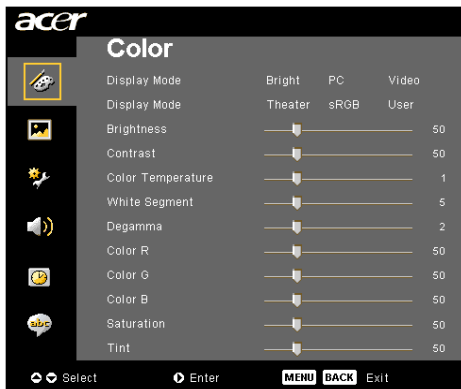 acer
Color
Display Mode Bright PC Video
Display Mode Theater sRGB User
Brightness 50
Contrast 50
Color Temperature 1
White Segment 5
Degamma 2
Color R 50
Color G 50
Color B 50
abc
Saturation 50
Tint 50
Select Enter MENU BACK Exit